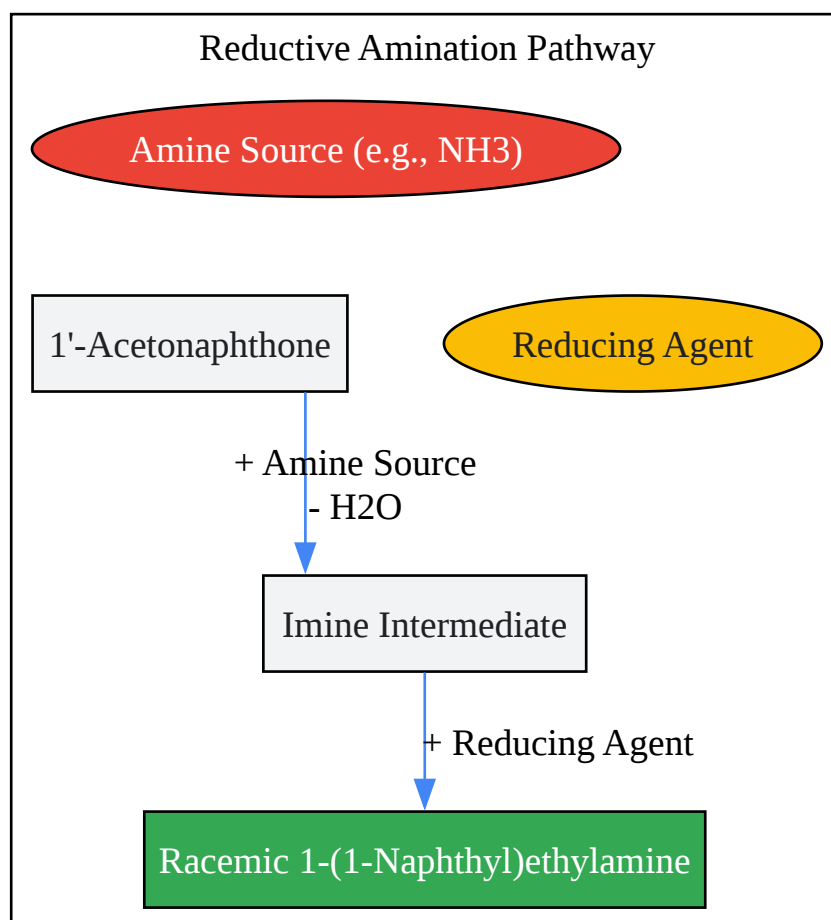 Reductive Amination Pathway
Amine Source (e.g., NH3)
1'-Acetonaphthone
Reducing Agent
+ Amine Source
- H2O
Imine Intermediate
+ Reducing Agent
Racemic 1-(1-Naphthyl)ethylamine